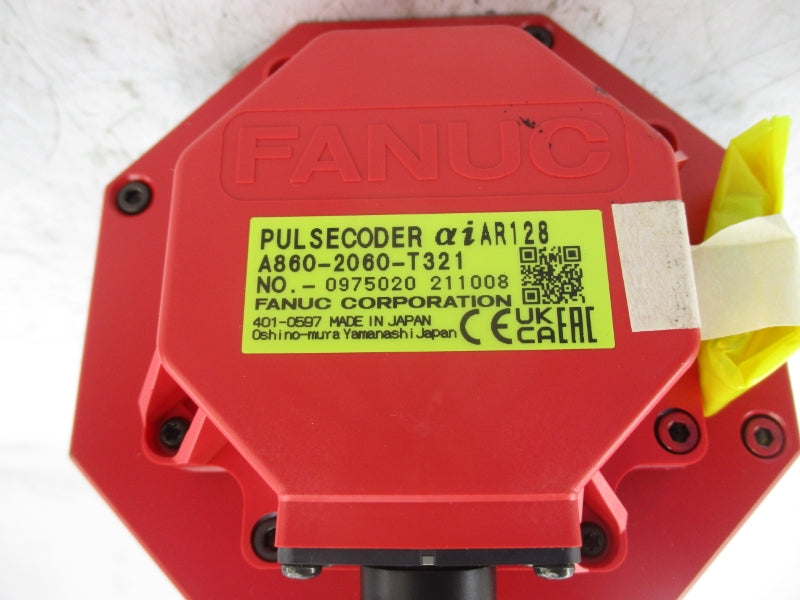 FANUC
PULSECODER αiAR128
A860-2060-T321
NO.- 0975020 211008
FANUC CORPORATION
401-0597 MADE IN JAPAN
Oshino-mura Yamanashi Japan
CE UK CA EAC